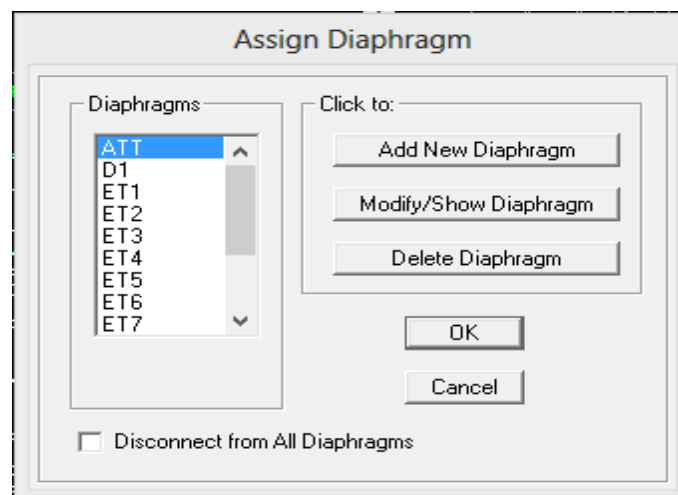 Assign Diaphragm
Diaphragms
ATT
D1
ET1
ET2
ET3
ET4
ET5
ET6
ET7
Click to:
Add New Diaphragm
Modify/Show Diaphragm
Delete Diaphragm
OK
Cancel
Disconnect from All Diaphragms